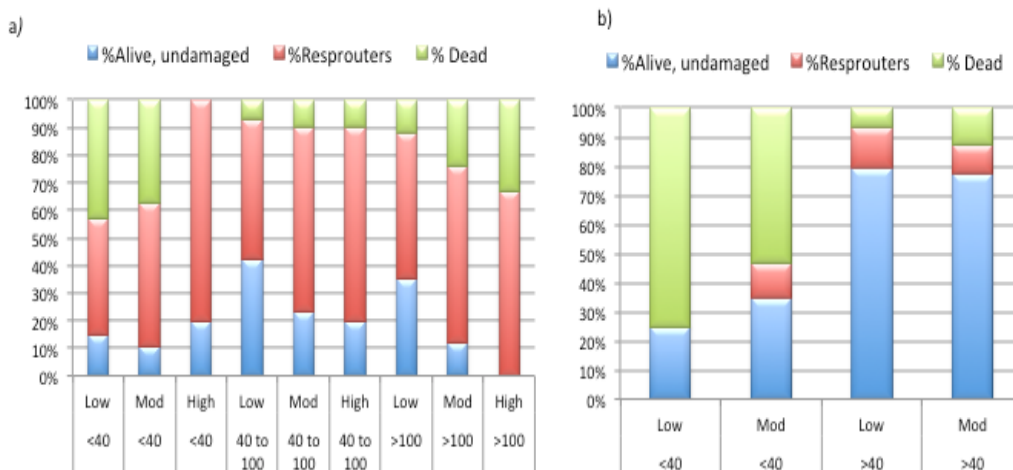 a)
%Alive, undamaged %Resprouters % Dead
100%
90%
80%
70%
60%
50%
40%
30%
20%
10%
0%
Low Mod High Low Mod High Low Mod High
<40 <40 <40 40 to 40 to 40 to >100 >100 >100
100 100 100
b)
%Alive, undamaged %Resprouters % Dead
100%
90%
80%
70%
60%
50%
40%
30%
20%
10%
0%
Low Mod Low Mod
<40 <40 >40 >40